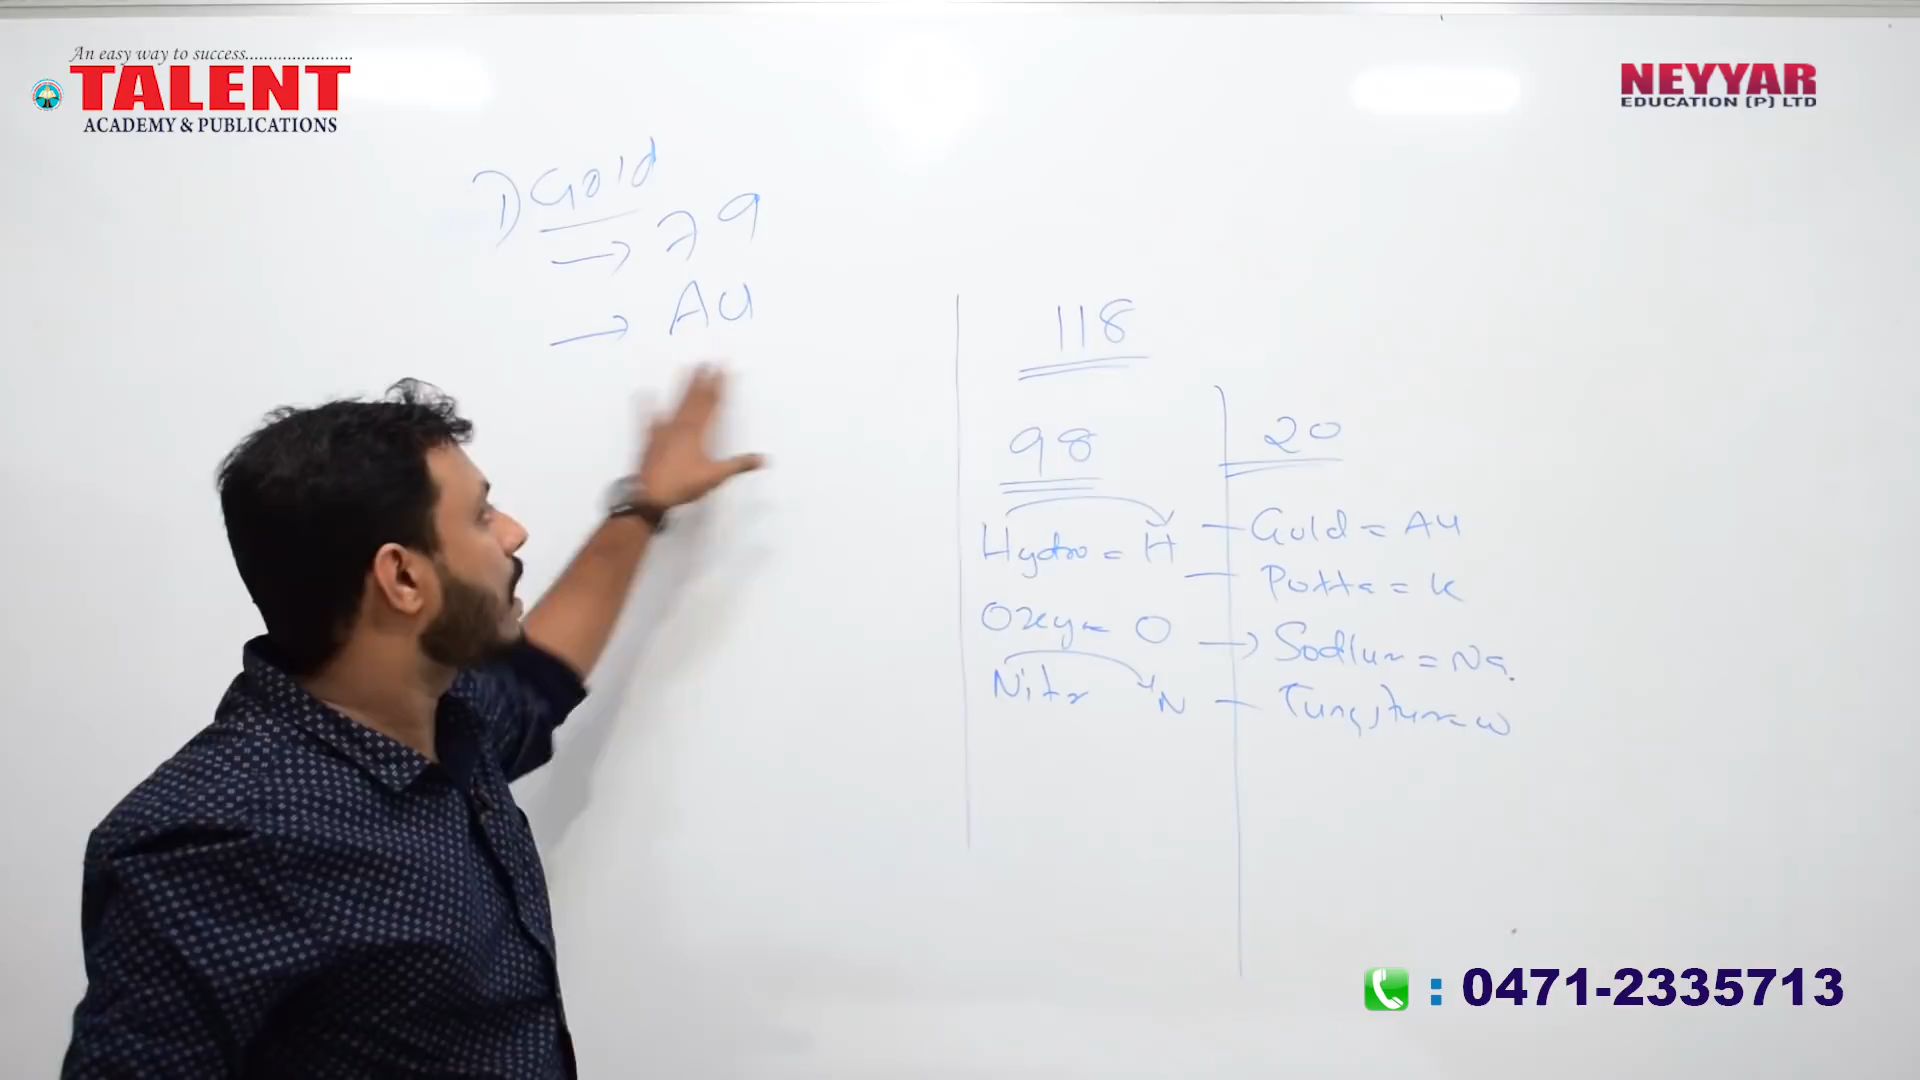 An easy way to success.......................
TALENT
ACADEMY & PUBLICATIONS
NEYYAR
EDUCATION (P) LTD
1) Gold
→ 79
→ Au
118
98
20
Hydro = H
Oxy = O
Nitr N
- Gold = Au
- Potta = K
→ Sodium = Na.
- Tungsten = W
: 0471-2335713